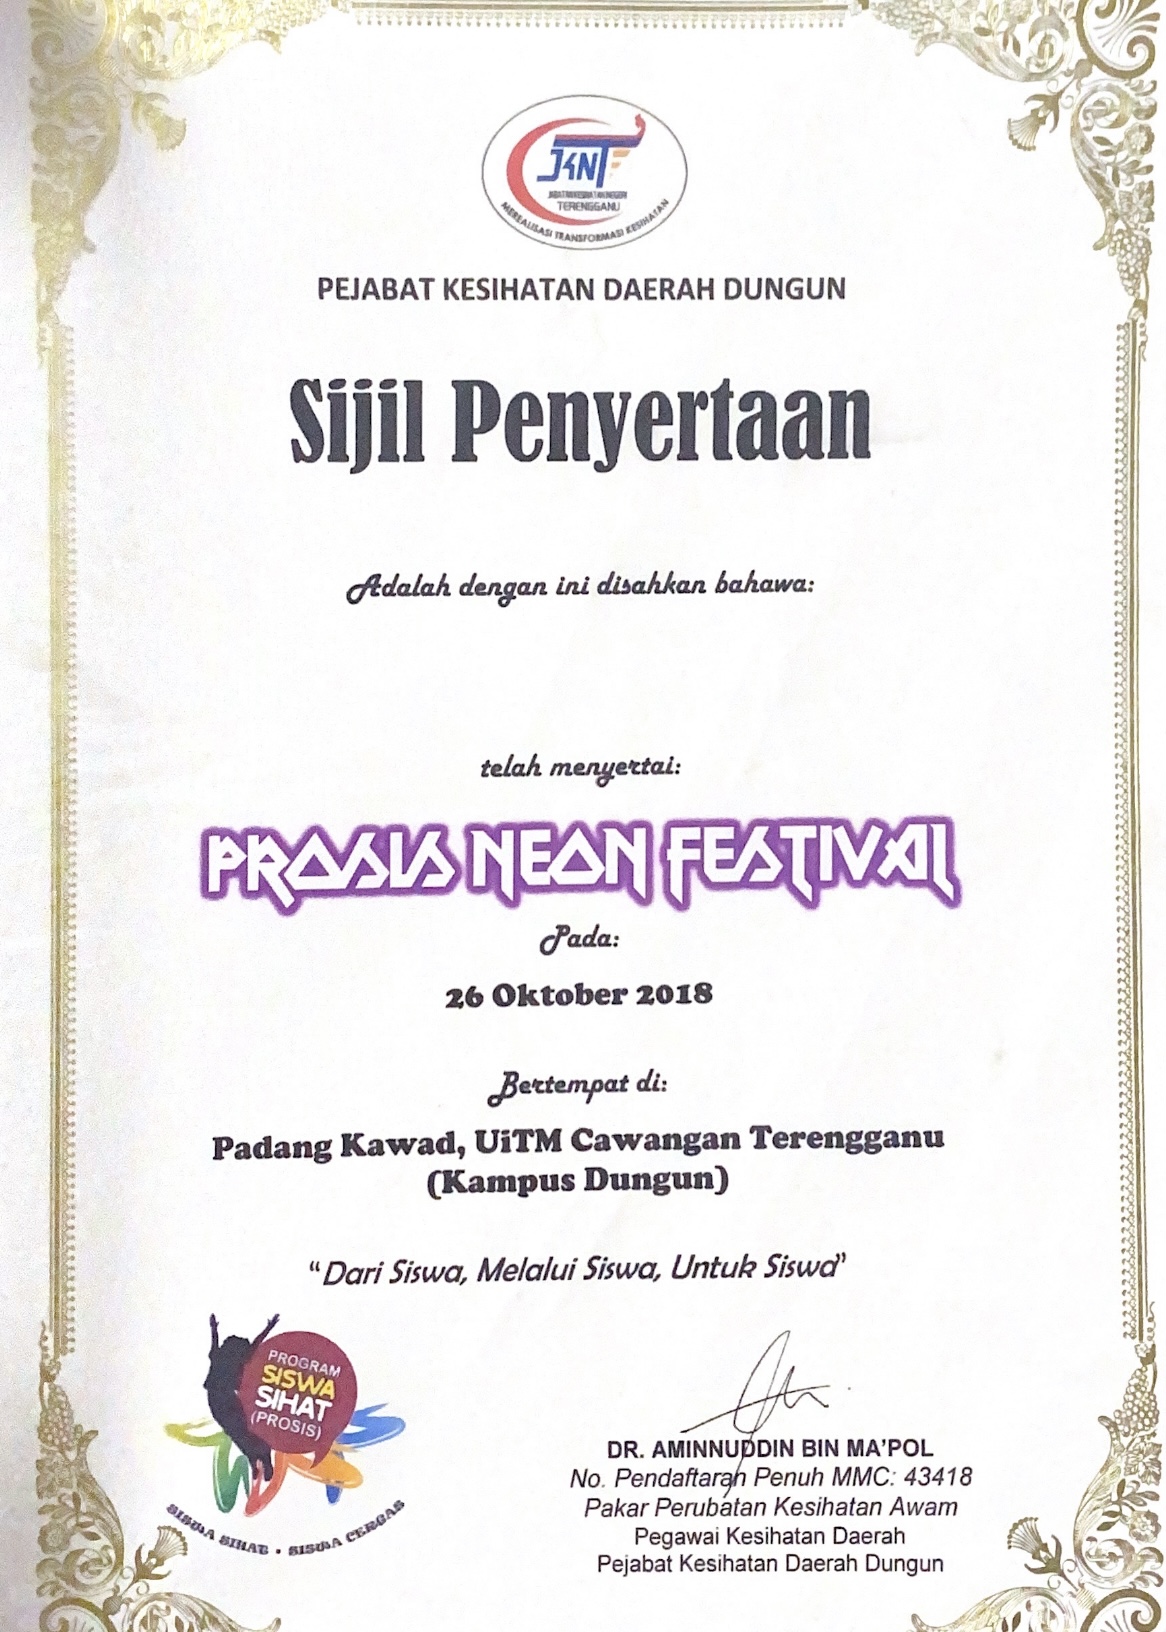 JKNT
JABATAN KESIHATAN NEGERI
TERENGGANU
MEREALISASI TRANSFORMASI KESIHATAN
PEJABAT KESIHATAN DAERAH DUNGUN
Sijil Penyertaan
Adalah dengan ini disahkan bahawa:
telah menyertai:
PROSIS NEON FESTIVAL
Pada:
26 Oktober 2018
Bertempat di:
Padang Kawad, UiTM Cawangan Terengganu
(Kampus Dungun)
“Dari Siswa, Melalui Siswa, Untuk Siswa”
PROGRAM
SISWA
SIHAT
(PROSIS)
SISWA SIHAT • SISWA CERGAS
DR. AMINNUDDIN BIN MA'POL
No. Pendaftaran Penuh MMC: 43418
Pakar Perubatan Kesihatan Awam
Pegawai Kesihatan Daerah
Pejabat Kesihatan Daerah Dungun